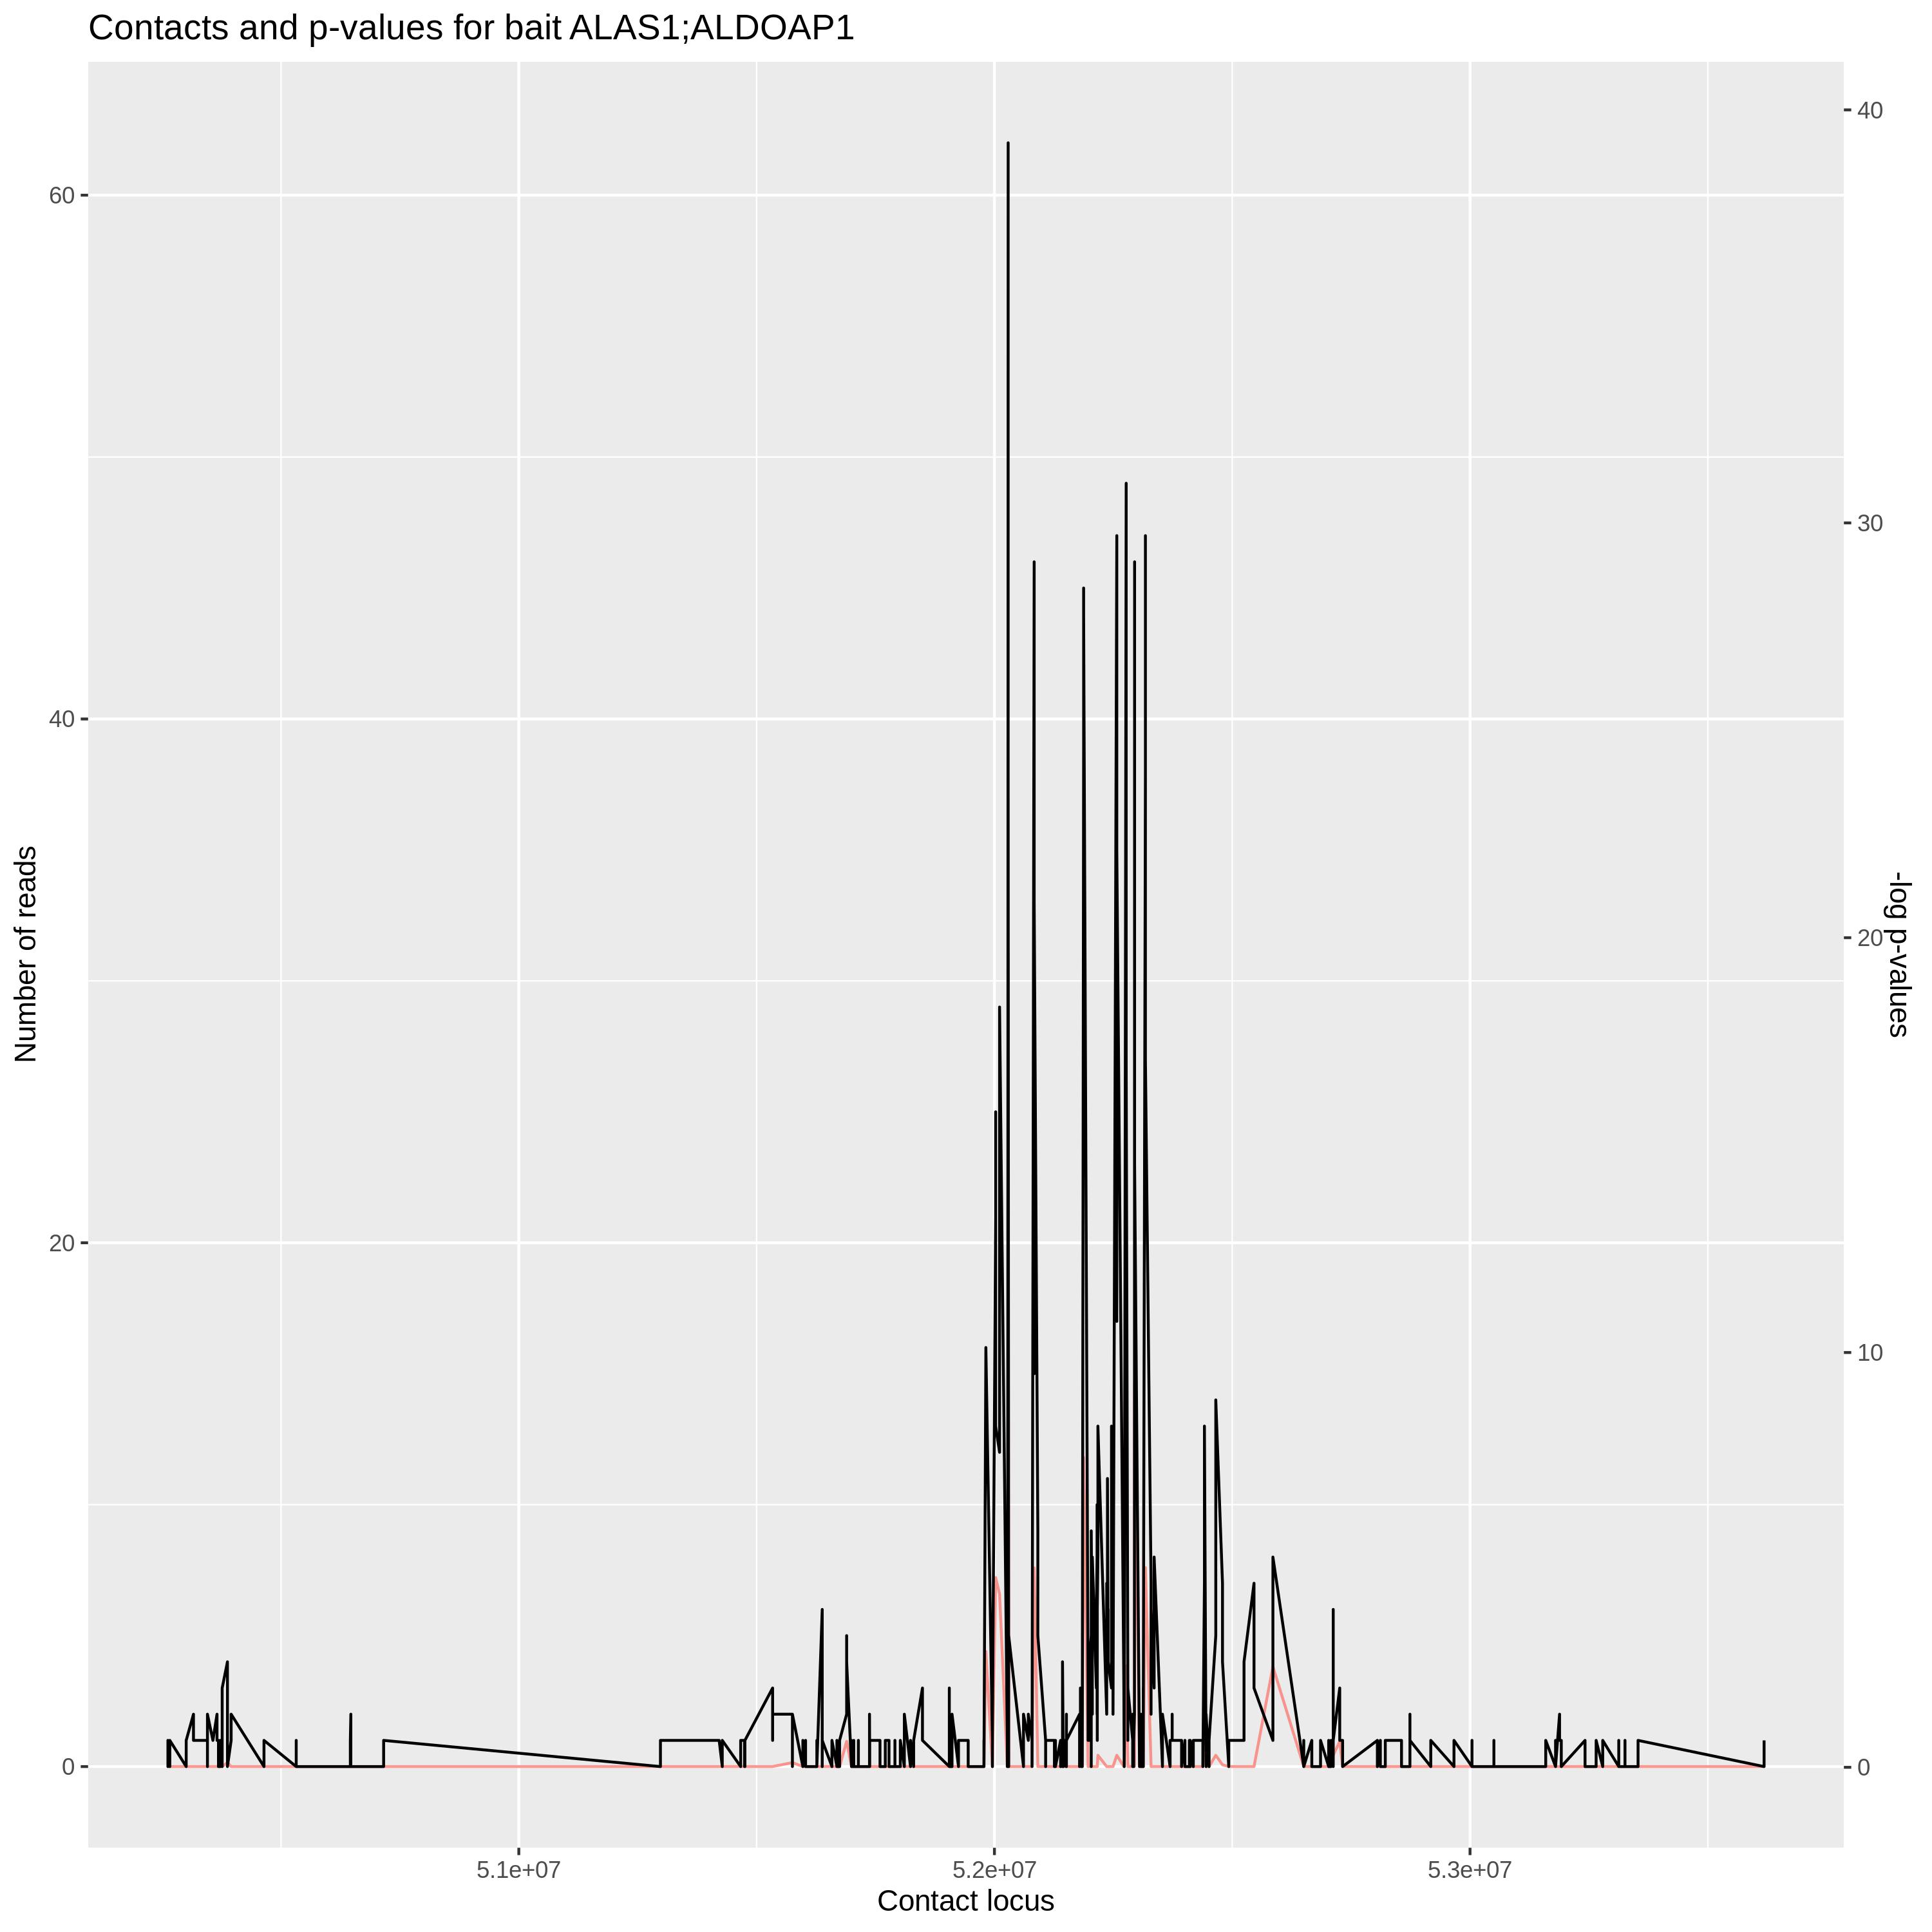 Contacts and p-values for bait ALAS1;ALDOAP1
40
60
30
40
20
20
10
0
0
Number of reads
-log p-values
5.1e+07
5.2e+07
5.3e+07
Contact locus